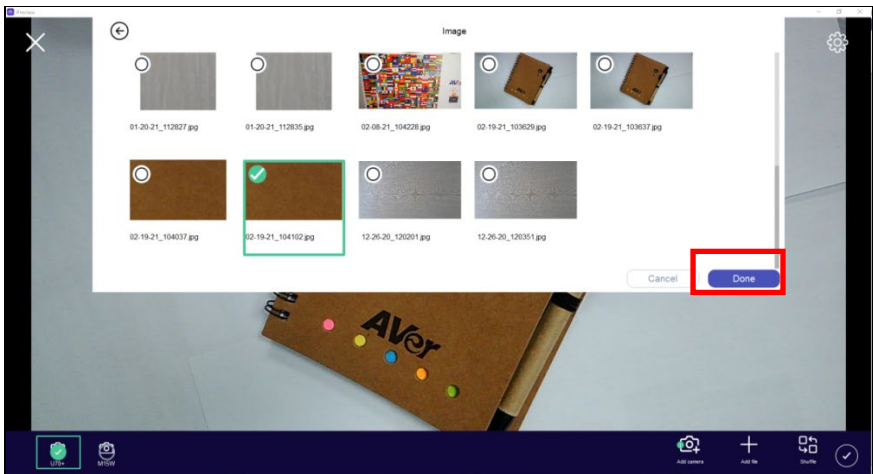 Preview
Image
01-20-21_112827.jpg
01-20-21_112835.jpg
02-08-21_104228.jpg
02-19-21_103629.jpg
02-19-21_103637.jpg
02-19-21_104037.jpg
02-19-21_104102.jpg
12-26-20_120201.jpg
12-26-20_120351.jpg
Cancel
Done
AVer
U70+
M15W
Add camera
Add file
Shuffle